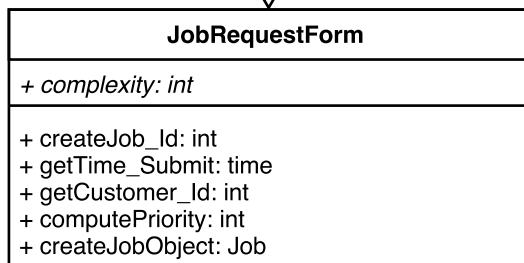 JobRequestForm
+ complexity: int
+ createJob_Id: int
+ getTime_Submit: time
+ getCustomer_Id: int
+ computePriority: int
+ createJobObject: Job